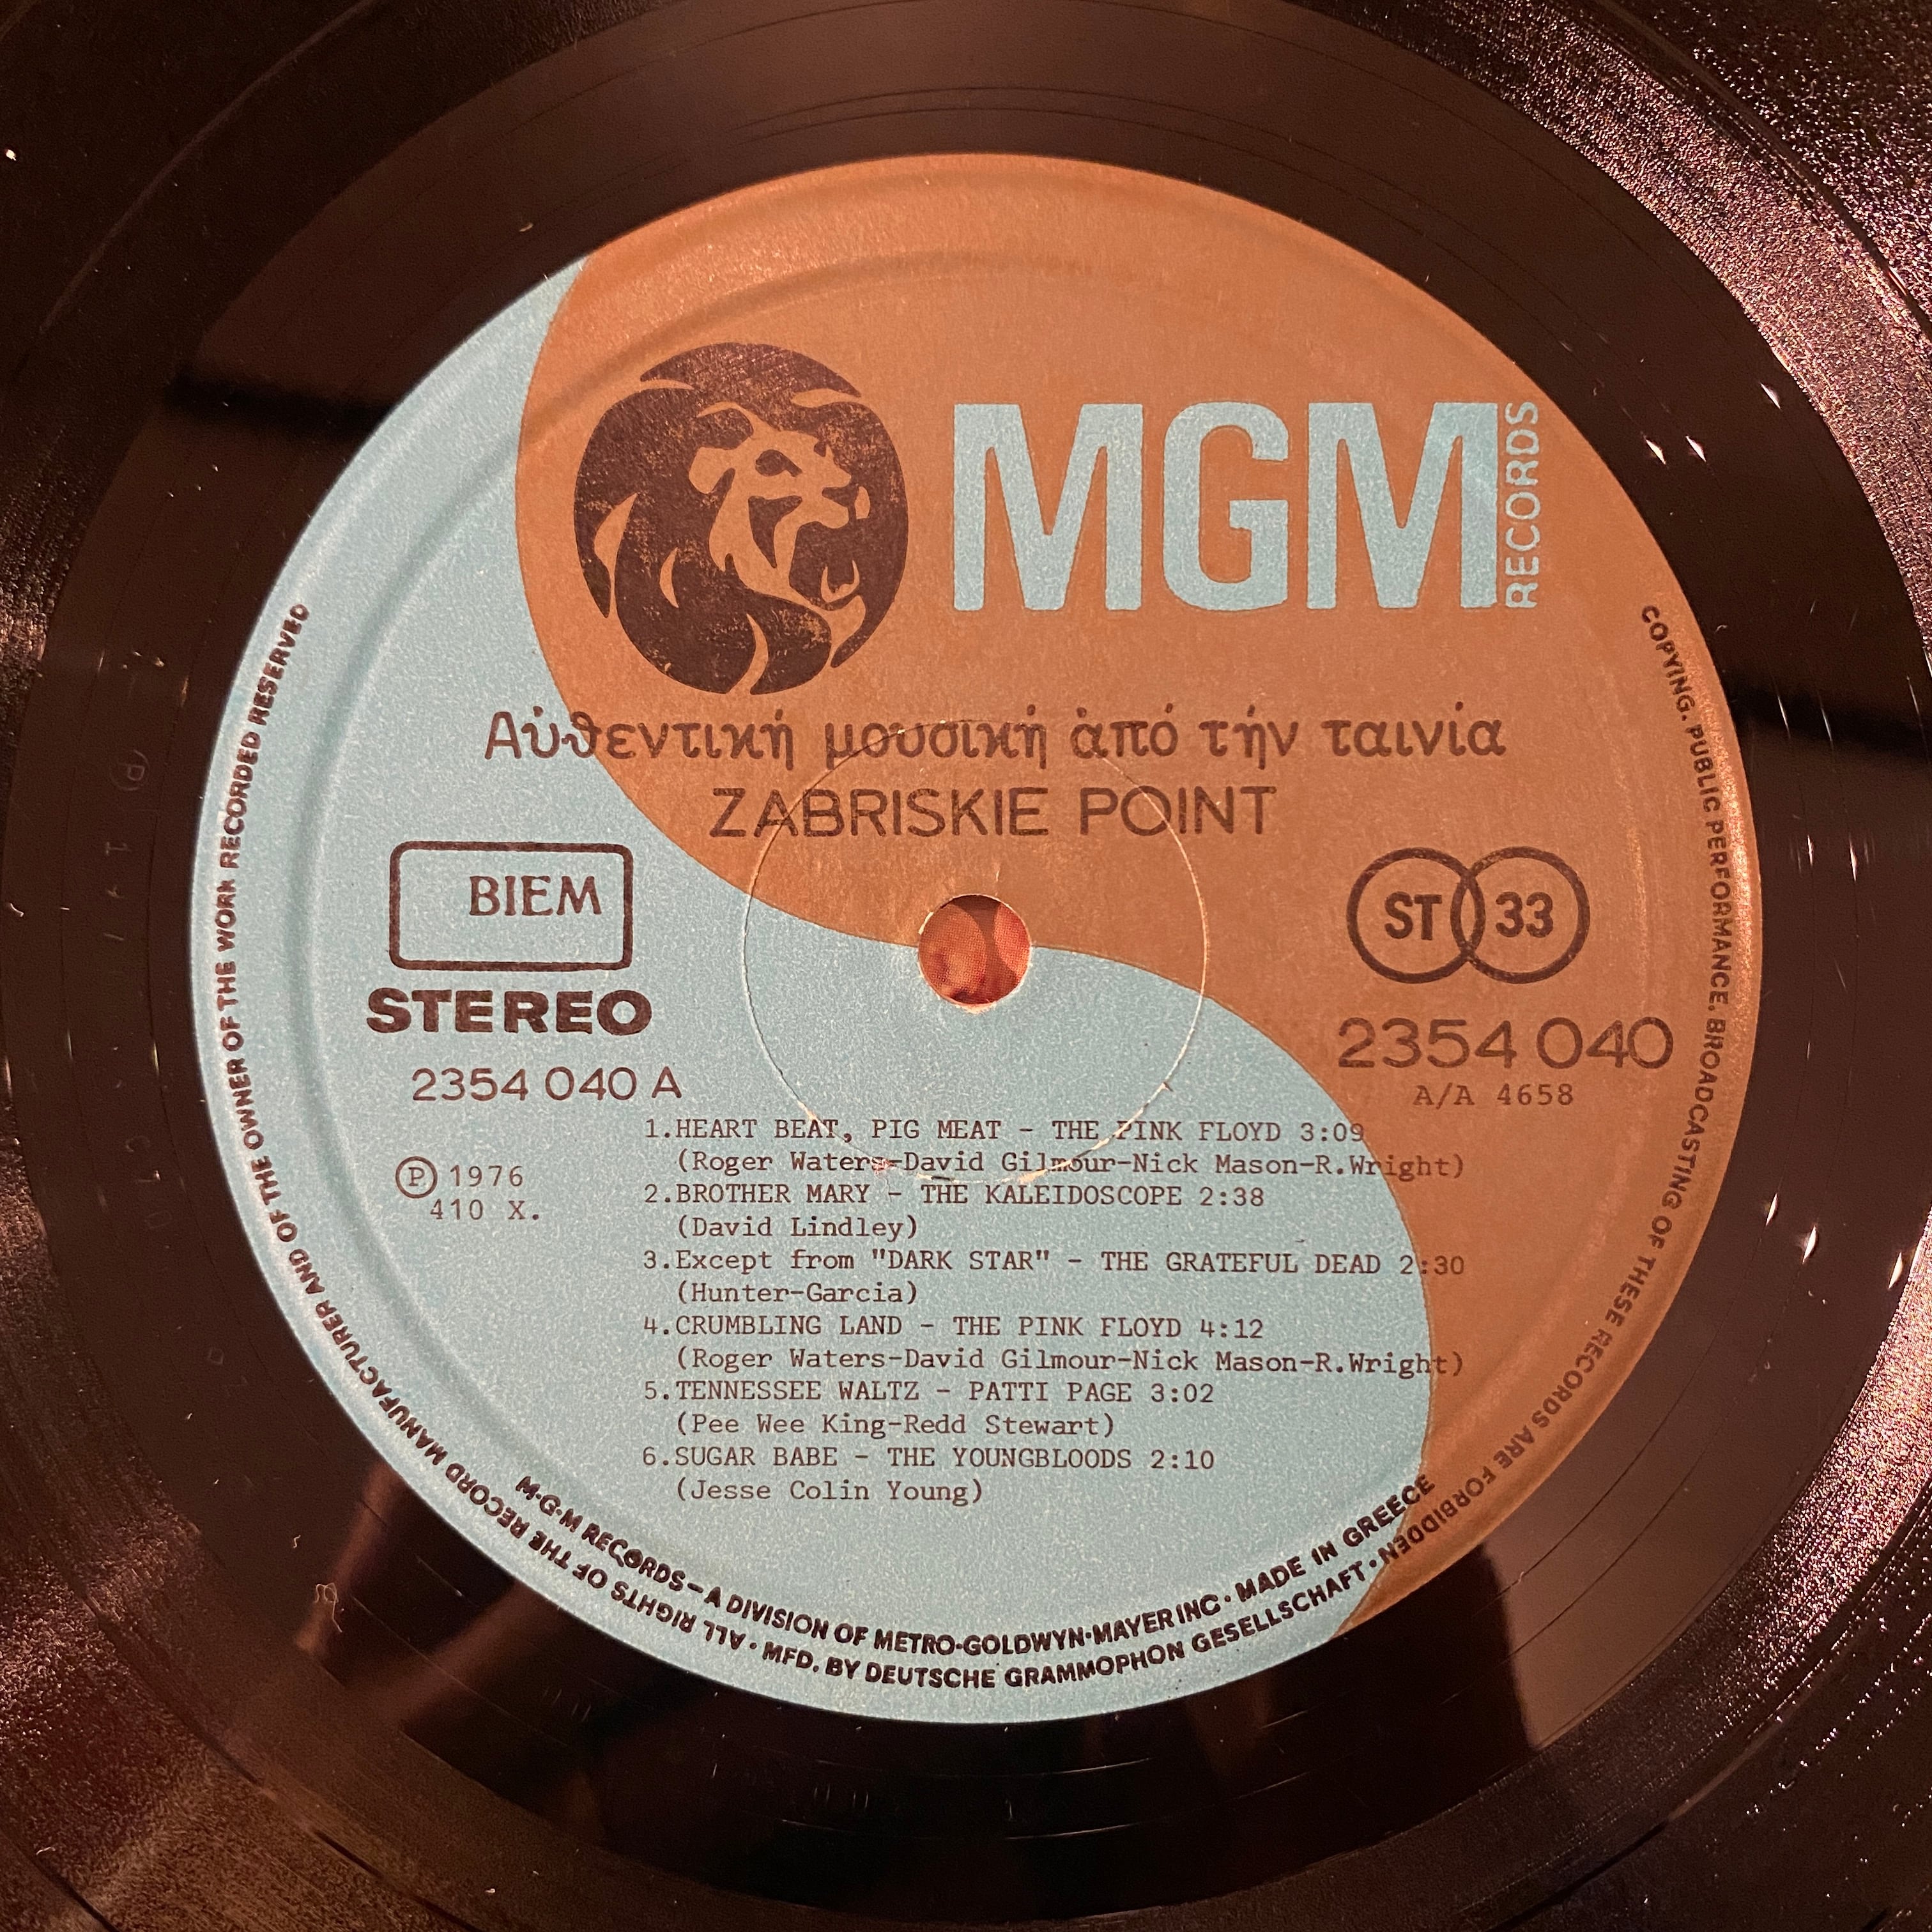 MGM
RECORDS
Αὐθεντική μουσική ἀπό τήν ταινία
ZABRISKIE POINT
BIEM
STEREO
2354 040 A
ST 33
2354 040
A/A 4658
Ⓟ 1976
410 X.
1.HEART BEAT, PIG MEAT - THE PINK FLOYD 3:09
(Roger Waters-David Gilmour-Nick Mason-R.Wright)
2.BROTHER MARY - THE KALEIDOSCOPE 2:38
(David Lindley)
3.Except from "DARK STAR" - THE GRATEFUL DEAD 2:30
(Hunter-Garcia)
4.CRUMBLING LAND - THE PINK FLOYD 4:12
(Roger Waters-David Gilmour-Nick Mason-R.Wright)
5.TENNESSEE WALTZ - PATTI PAGE 3:02
(Pee Wee King-Redd Stewart)
6.SUGAR BABE - THE YOUNGBLOODS 2:10
(Jesse Colin Young)
M·G·M RECORDS - A DIVISION OF METRO-GOLDWYN-MAYER INC · MADE IN GREECE
MFD. BY DEUTSCHE GRAMMOPHON GESELLSCHAFT ·
ALL RIGHTS OF THE RECORD MANUFACTURER AND OF THE OWNER OF THE WORK RECORDED RESERVED
COPYING, PUBLIC PERFORMANCE, BROADCASTING OF THESE RECORDS ARE FORBIDDEN ·